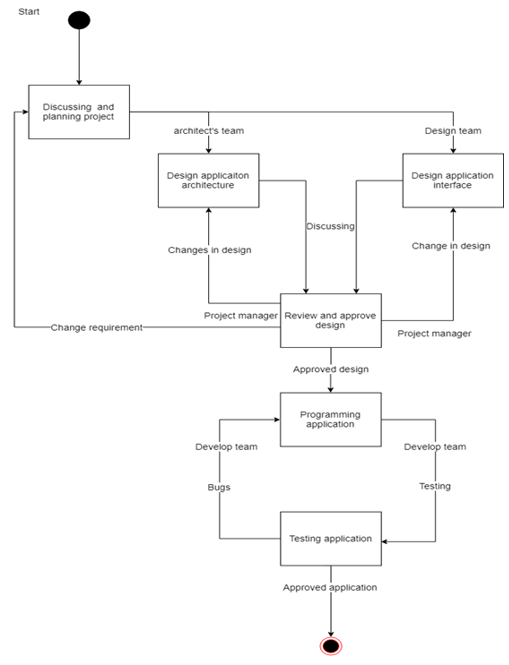 Start
Discussing and
planning project
architect's team
Design team
Design applicaiton
architecture
Design application
interface
Discussing
Changes in design
Change in design
Project manager
Review and approve
design
Change requirement
Project manager
Approved design
Programming
application
Develop team
Develop team
Bugs
Testing
Testing application
Approved application